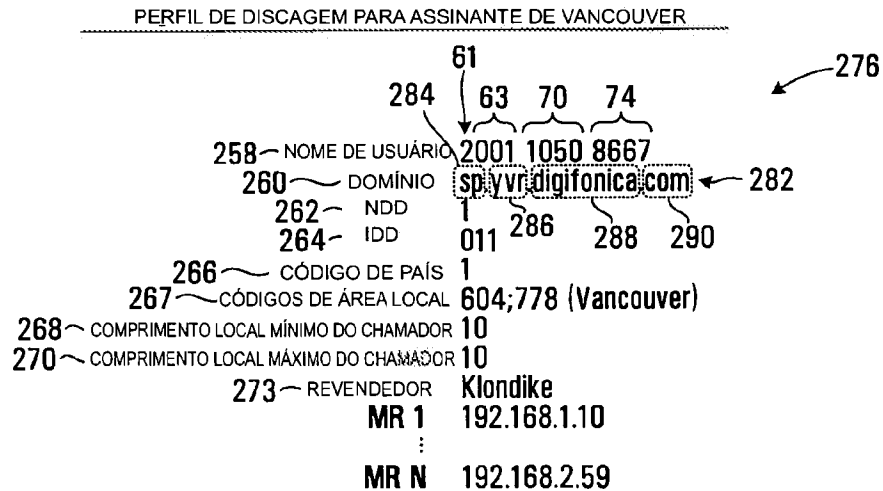 PERFIL DE DISCAGEM PARA ASSINANTE DE VANCOUVER
276
61
284 63 70 74
258 NOME DE USUÁRIO 2001 1050 8667
260 DOMÍNIO sp.yvr.digifonica.com 282
262 NDD 1
286 288 290
264 IDD 011
266 CÓDIGO DE PAÍS 1
267 CÓDIGOS DE ÁREA LOCAL 604;778 (Vancouver)
268 COMPRIMENTO LOCAL MÍNIMO DO CHAMADOR 10
270 COMPRIMENTO LOCAL MÁXIMO DO CHAMADOR 10
273 REVENDEDOR Klondike
MR 1 192.168.1.10
⋮
MR N 192.168.2.59